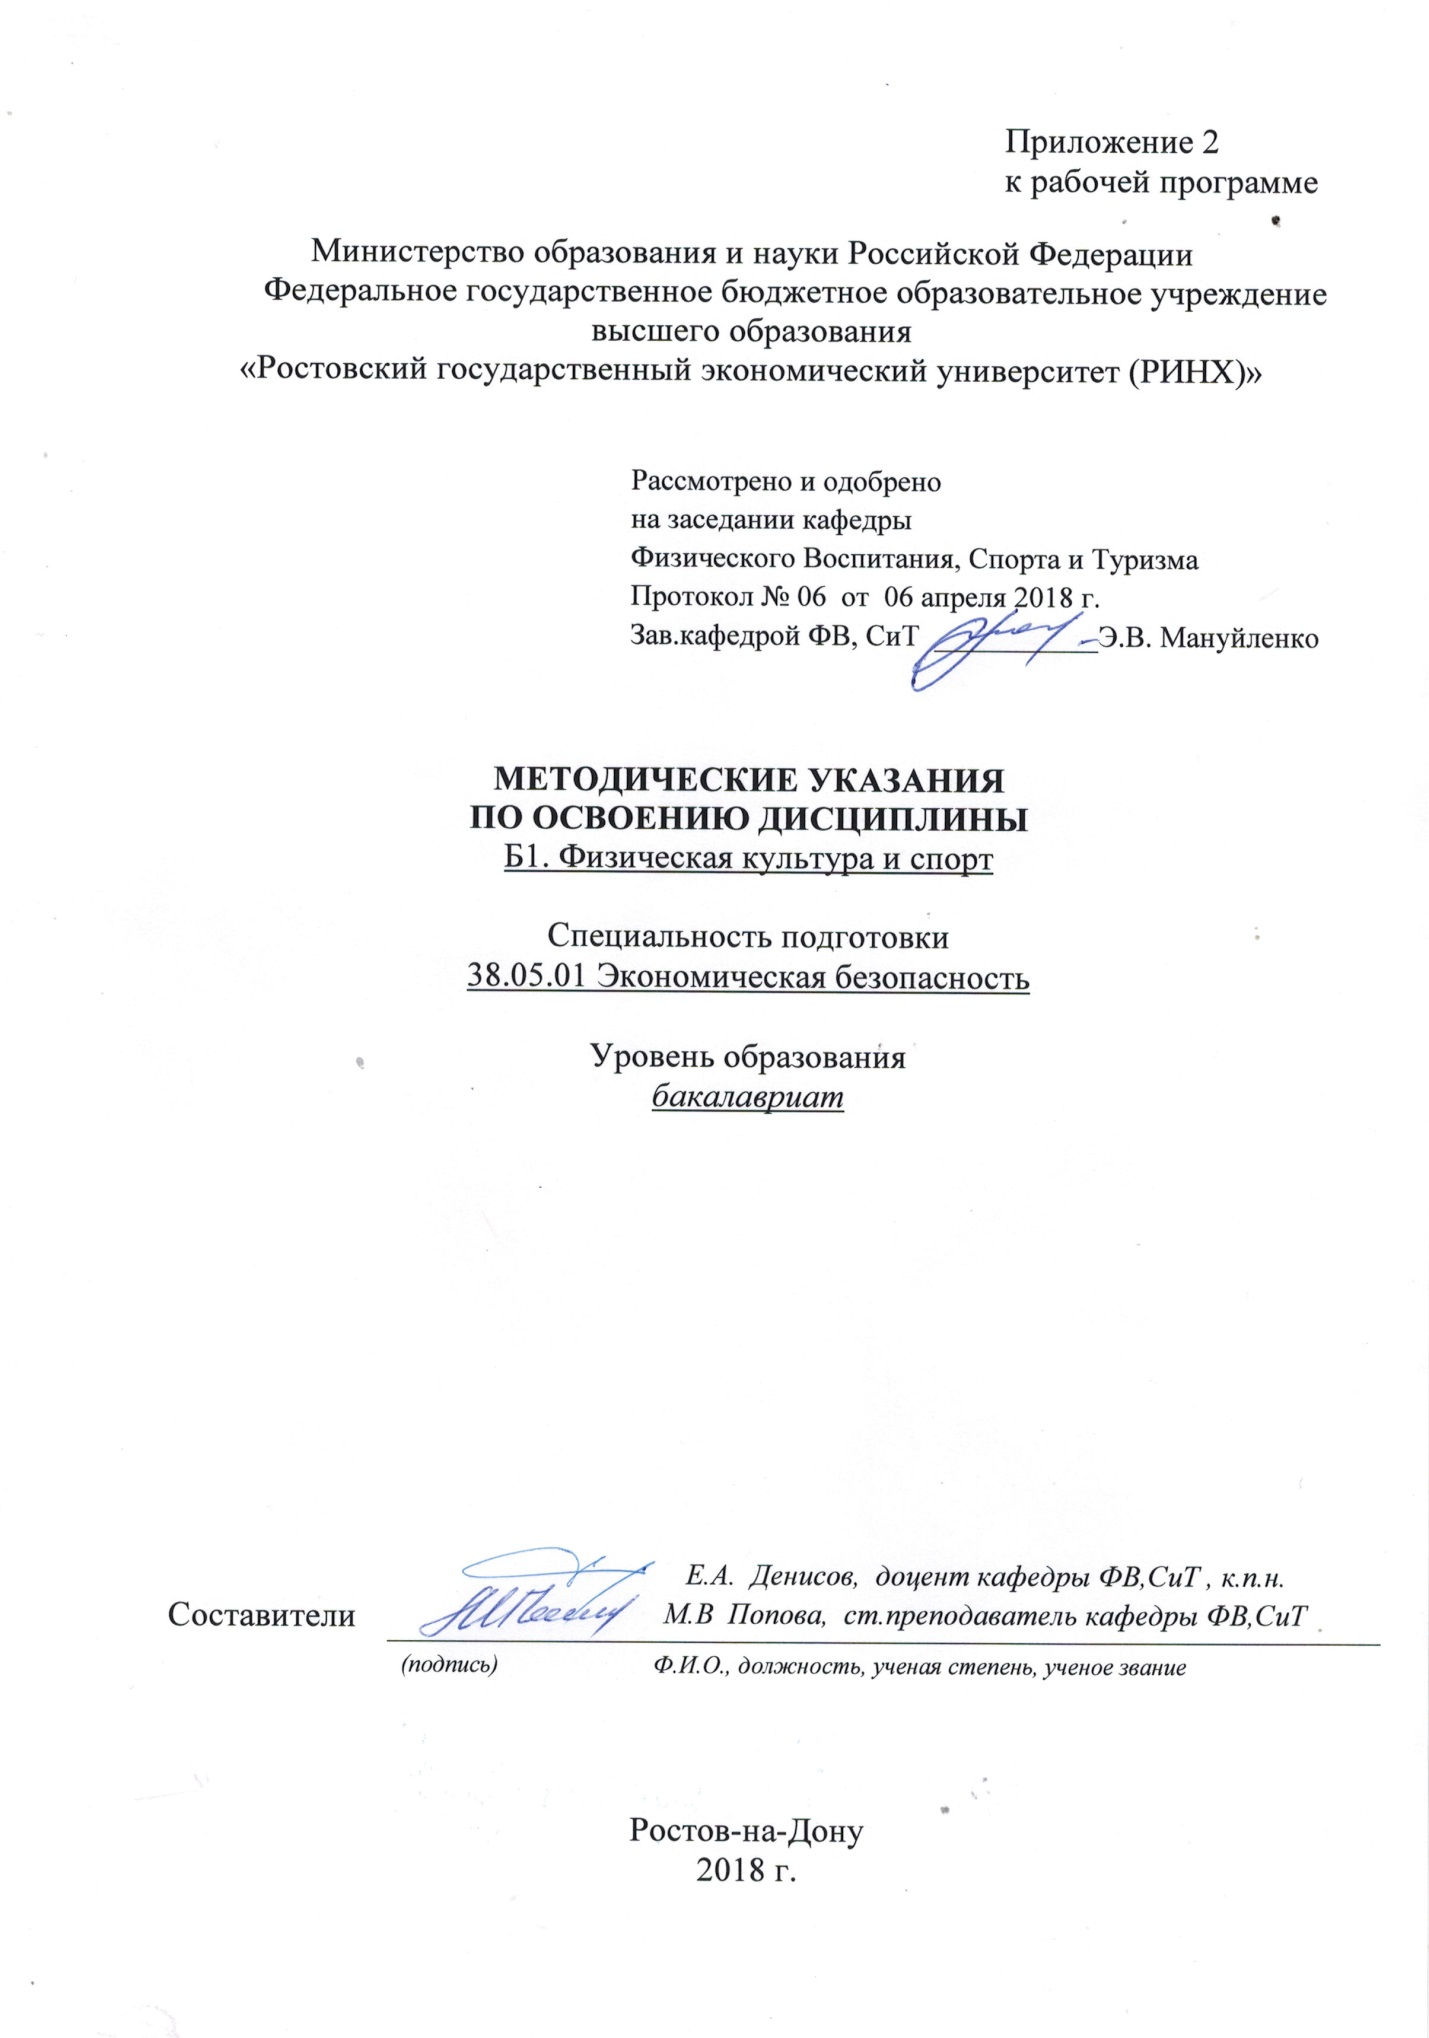 Приложение 2
к рабочей программе
Министерство образования и науки Российской Федерации
Федеральное государственное бюджетное образовательное учреждение
высшего образования
«Ростовский государственный экономический университет (РИНХ)»
Рассмотрено и одобрено
на заседании кафедры
Физического Воспитания, Спорта и Туризма
Протокол № 06 от 06 апреля 2018 г.
Зав.кафедрой ФВ, СиТ ____________Э.В. Мануйленко
МЕТОДИЧЕСКИЕ УКАЗАНИЯ
ПО ОСВОЕНИЮ ДИСЦИПЛИНЫ
Б1. Физическая культура и спорт
Специальность подготовки
38.05.01 Экономическая безопасность
Уровень образования
бакалавриат
Е.А. Денисов, доцент кафедры ФВ,СиТ , к.п.н.
Составители М.В Попова, ст.преподаватель кафедры ФВ,СиТ
(подпись) Ф.И.О., должность, ученая степень, ученое звание
Ростов-на-Дону
2018 г.